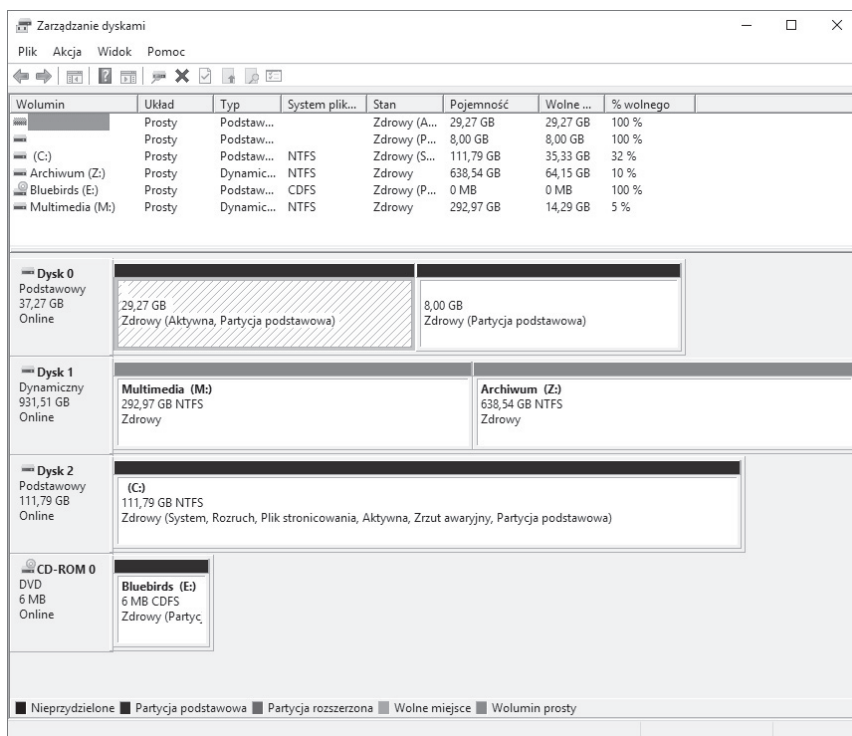 Zarządzanie dyskami
Plik Akcja Widok Pomoc
Wolumin Układ Typ System plik... Stan Pojemność Wolne ... % wolnego
Prosty Podstaw... Zdrowy (A... 29,27 GB 29,27 GB 100 %
Prosty Podstaw... Zdrowy (P... 8,00 GB 8,00 GB 100 %
(C:) Prosty Podstaw... NTFS Zdrowy (S... 111,79 GB 35,33 GB 32 %
Archiwum (Z:) Prosty Dynamic... NTFS Zdrowy 638,54 GB 64,15 GB 10 %
Bluebirds (E:) Prosty Podstaw... CDFS Zdrowy (P... 0 MB 0 MB 100 %
Multimedia (M:) Prosty Dynamic... NTFS Zdrowy 292,97 GB 14,29 GB 5 %
Dysk 0
Podstawowy
37,27 GB
Online
29,27 GB
Zdrowy (Aktywna, Partycja podstawowa)
8,00 GB
Zdrowy (Partycja podstawowa)
Dysk 1
Dynamiczny
931,51 GB
Online
Multimedia (M:)
292,97 GB NTFS
Zdrowy
Archiwum (Z:)
638,54 GB NTFS
Zdrowy
Dysk 2
Podstawowy
111,79 GB
Online
(C:)
111,79 GB NTFS
Zdrowy (System, Rozruch, Plik stronicowania, Aktywna, Zrzut awaryjny, Partycja podstawowa)
CD-ROM 0
DVD
6 MB
Online
Bluebirds (E:)
6 MB CDFS
Zdrowy (Partyc
Nieprzydzielone Partycja podstawowa Partycja rozszerzona Wolne miejsce Wolumin prosty